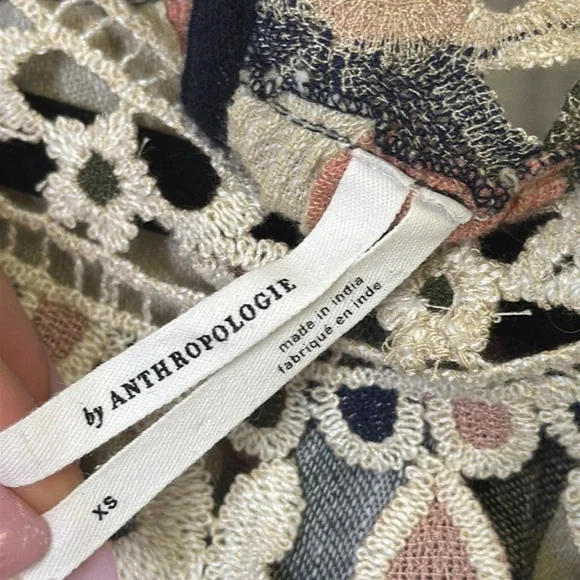 by ANTHROPOLOGIE
made in india
fabriqué en inde
XS